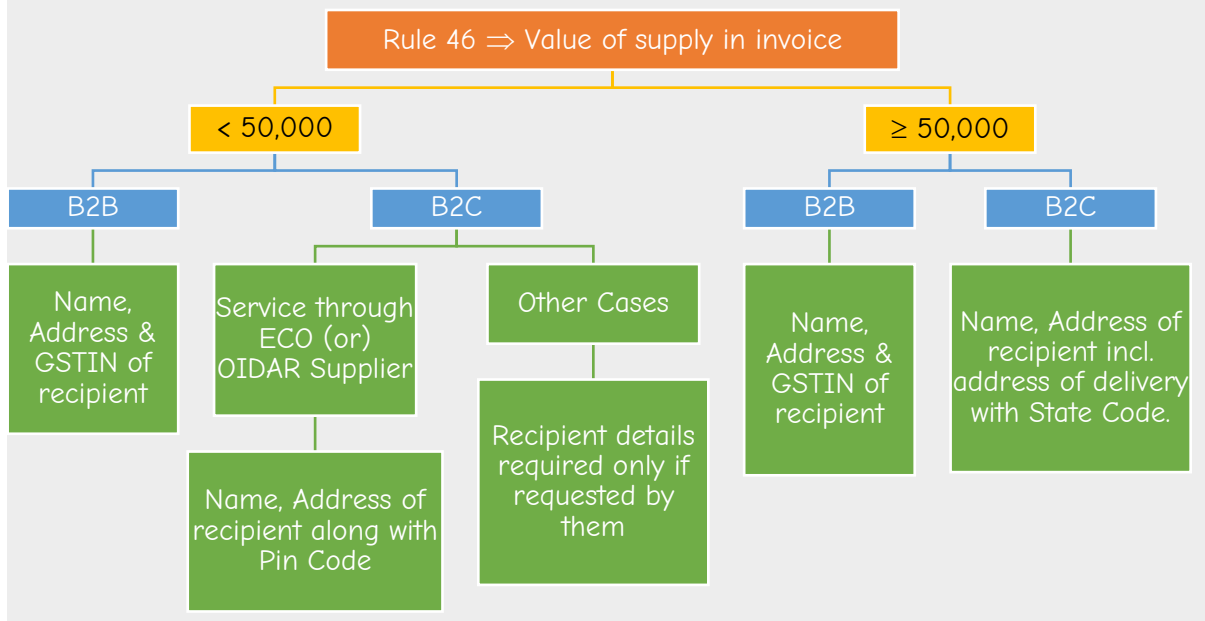 Rule 46 ⇒ Value of supply in invoice
< 50,000
≥ 50,000
B2B
B2C
B2B
B2C
Name,
Address &
GSTIN of
recipient
Service through
ECO (or)
OIDAR Supplier
Other Cases
Name,
Address &
GSTIN of
recipient
Name, Address of
recipient incl.
address of delivery
with State Code.
Name, Address of
recipient along with
Pin Code
Recipient details
required only if
requested by
them